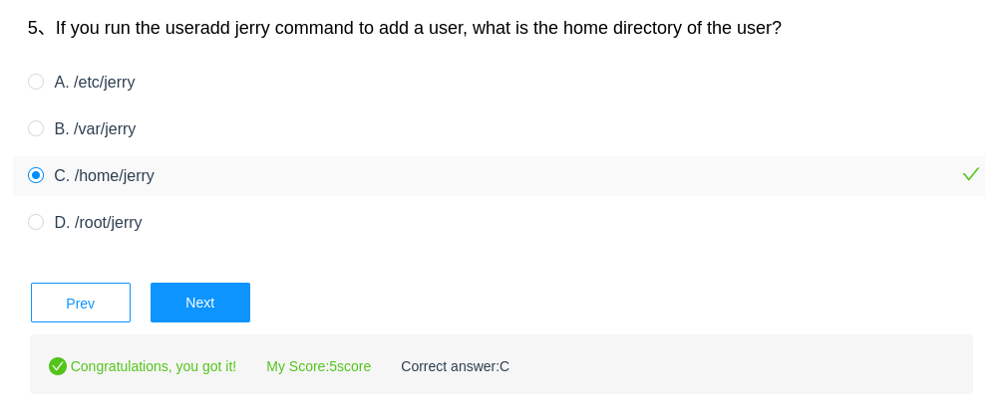 5、If you run the useradd jerry command to add a user, what is the home directory of the user?
A. /etc/jerry
B. /var/jerry
C. /home/jerry
D. /root/jerry
Prev Next
Congratulations, you got it! My Score:5score Correct answer:C